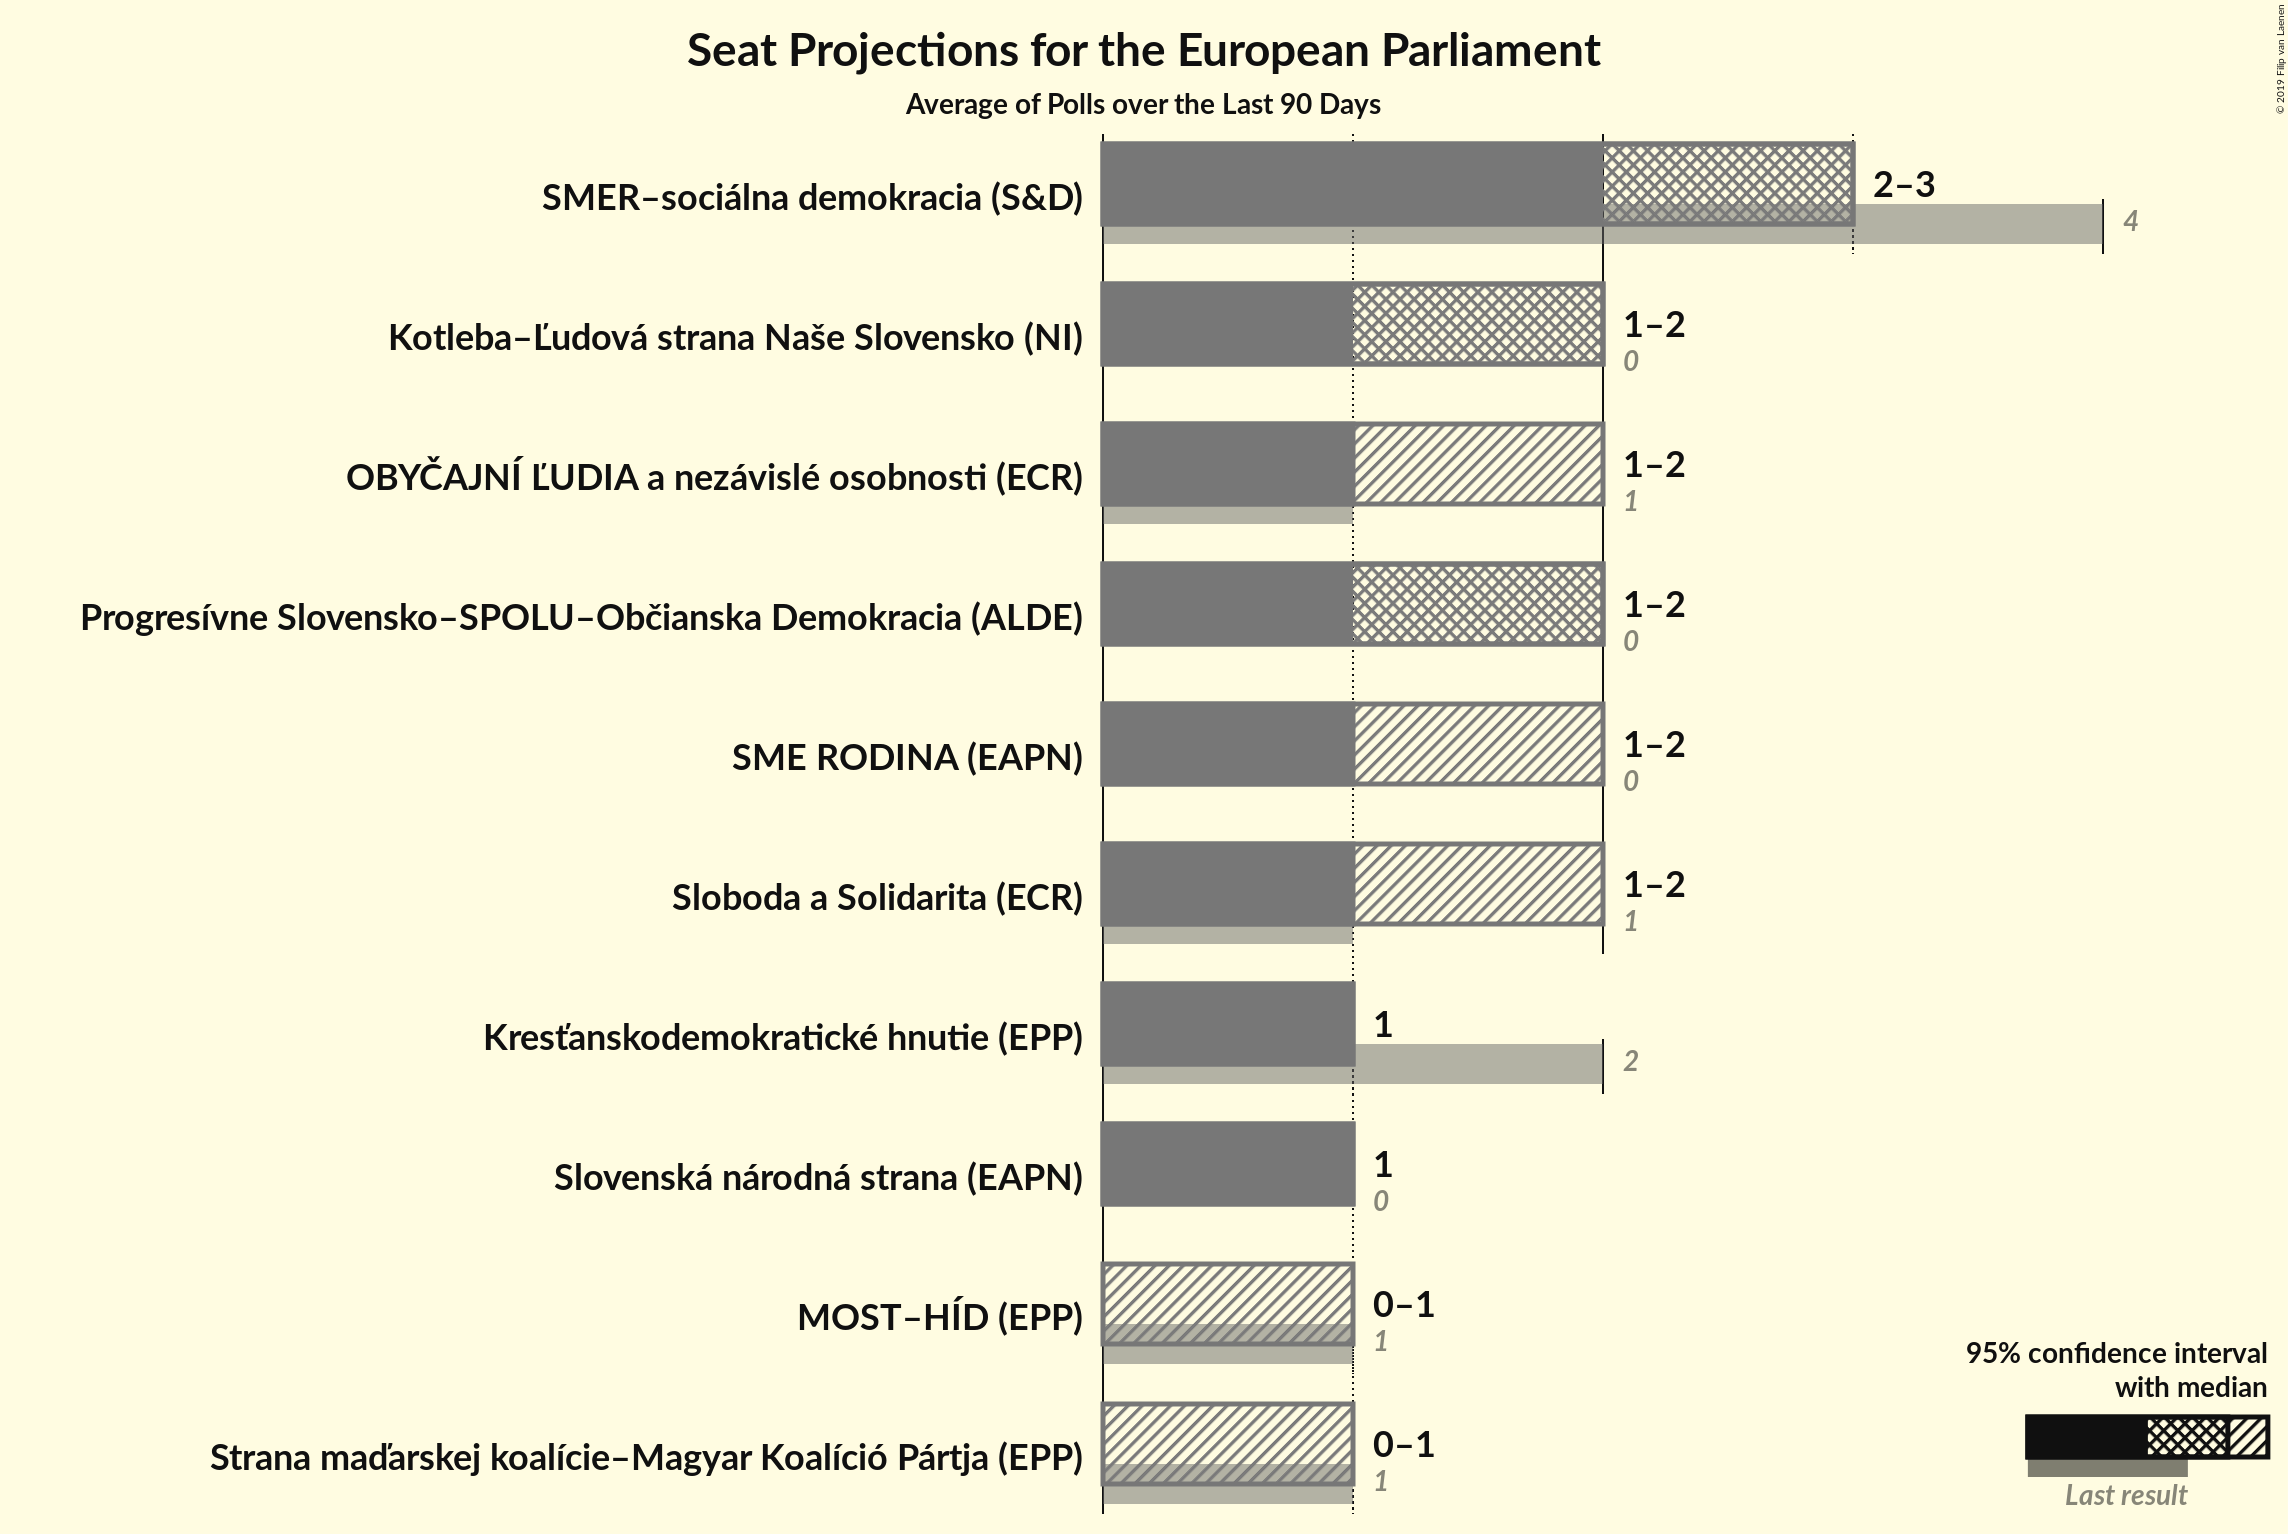 Seat Projections for the European Parliament
Average of Polls over the Last 90 Days
© 2019 Filip van Laenen
SMER–sociálna demokracia (S&D)
2–3
4
Kotleba–Ľudová strana Naše Slovensko (NI)
1–2
0
OBYČAJNÍ ĽUDIA a nezávislé osobnosti (ECR)
1–2
1
Progresívne Slovensko–SPOLU–Občianska Demokracia (ALDE)
1–2
0
SME RODINA (EAPN)
1–2
0
Sloboda a Solidarita (ECR)
1–2
1
Kresťanskodemokratické hnutie (EPP)
1
2
Slovenská národná strana (EAPN)
1
0
MOST–HÍD (EPP)
0–1
1
Strana maďarskej koalície–Magyar Koalíció Pártja (EPP)
0–1
1
95% confidence interval
with median
Last result